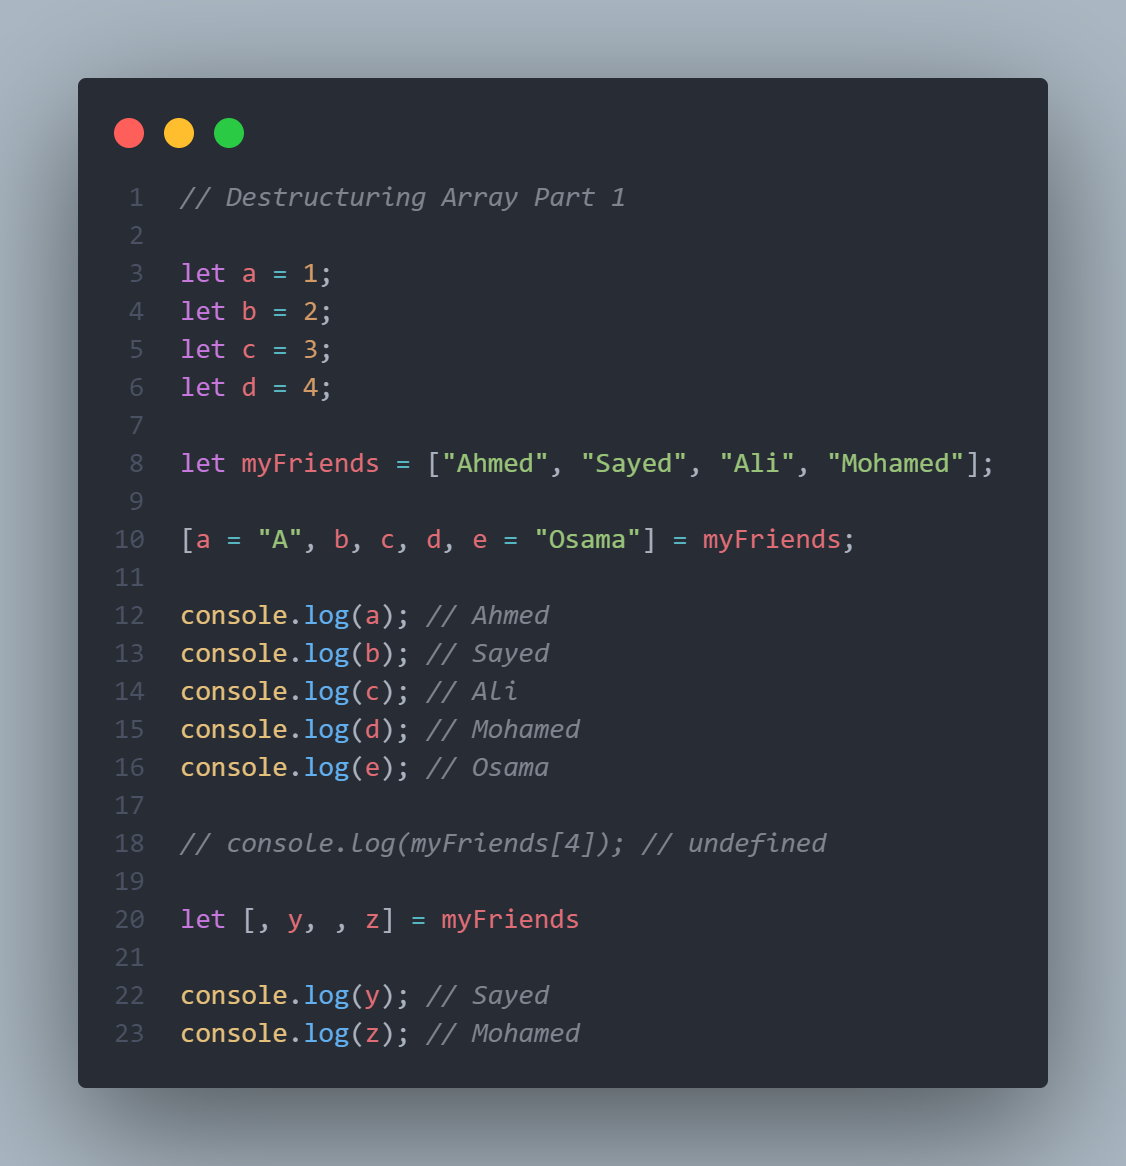 1 // Destructuring Array Part 1
2
3 let a = 1;
4 let b = 2;
5 let c = 3;
6 let d = 4;
7
8 let myFriends = ["Ahmed", "Sayed", "Ali", "Mohamed"];
9
10 [a = "A", b, c, d, e = "Osama"] = myFriends;
11
12 console.log(a); // Ahmed
13 console.log(b); // Sayed
14 console.log(c); // Ali
15 console.log(d); // Mohamed
16 console.log(e); // Osama
17
18 // console.log(myFriends[4]); // undefined
19
20 let [, y, , z] = myFriends
21
22 console.log(y); // Sayed
23 console.log(z); // Mohamed